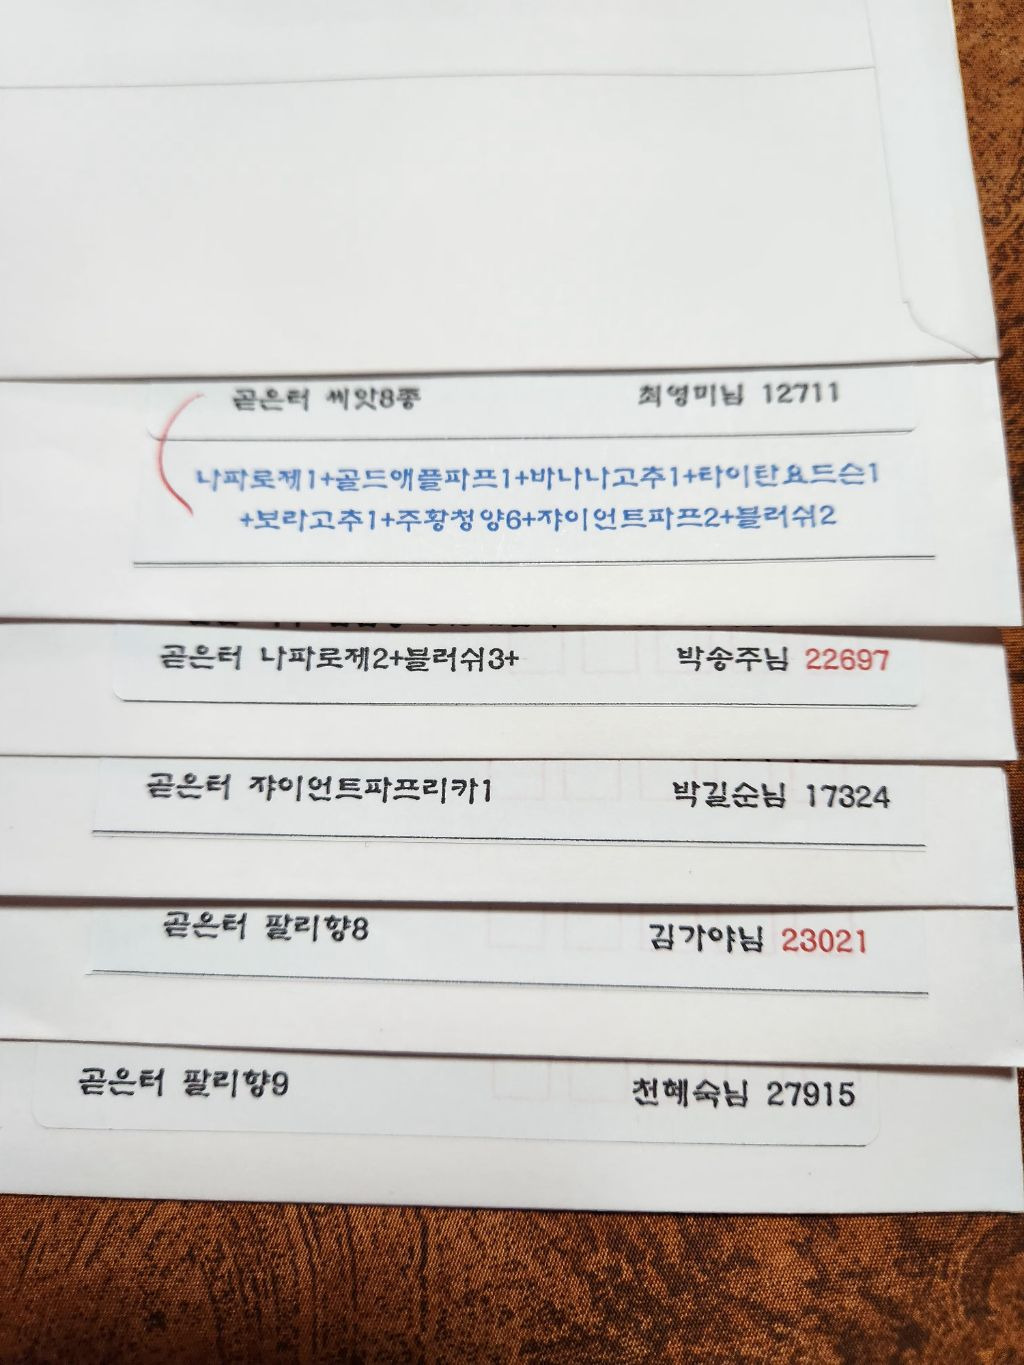 곧은터 씨앗8종 최영미님 12711
나파로제1+골드애플파프1+바나나고추1+타이탄요드슨1
+보라고추1+주황청양6+쟈이언트파프2+블러쉬2
곧은터 나파로제2+블러쉬3+ 박송주님 22697
곧은터 쟈이언트파프리카1 박길순님 17324
곧은터 팔리향8 김가야님 23021
곧은터 팔리향9 천혜숙님 27915